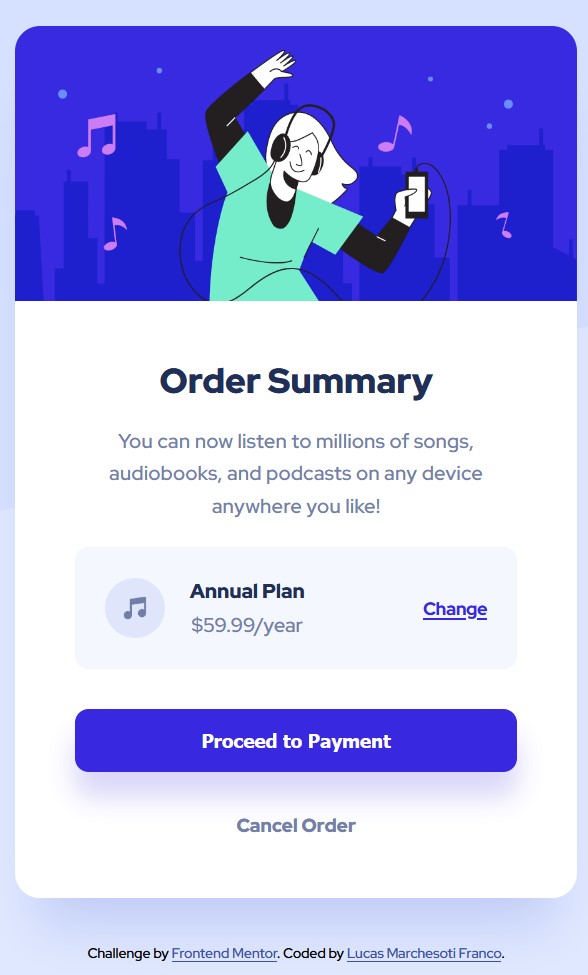 Order Summary
You can now listen to millions of songs,
audiobooks, and podcasts on any device
anywhere you like!
Annual Plan
$59.99/year
Change
Proceed to Payment
Cancel Order
Challenge by Frontend Mentor. Coded by Lucas Marchesoti Franco.